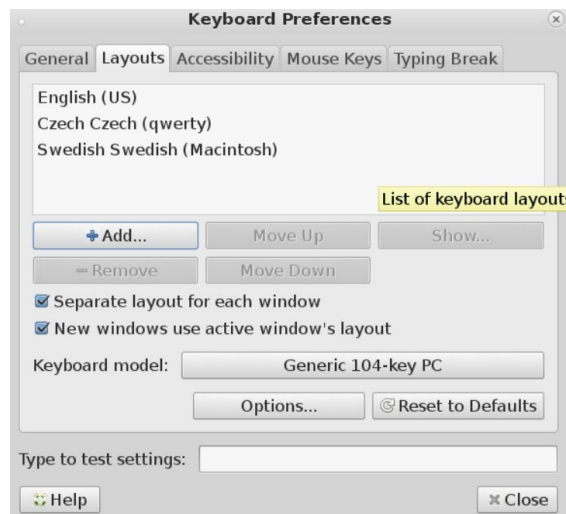 Keyboard Preferences
General Layouts Accessibility Mouse Keys Typing Break
English (US)
Czech Czech (qwerty)
Swedish Swedish (Macintosh)
List of keyboard layouts
Add... Move Up Show...
Remove Move Down
Separate layout for each window
New windows use active window's layout
Keyboard model: Generic 104-key PC
Options... Reset to Defaults
Type to test settings:
Help Close